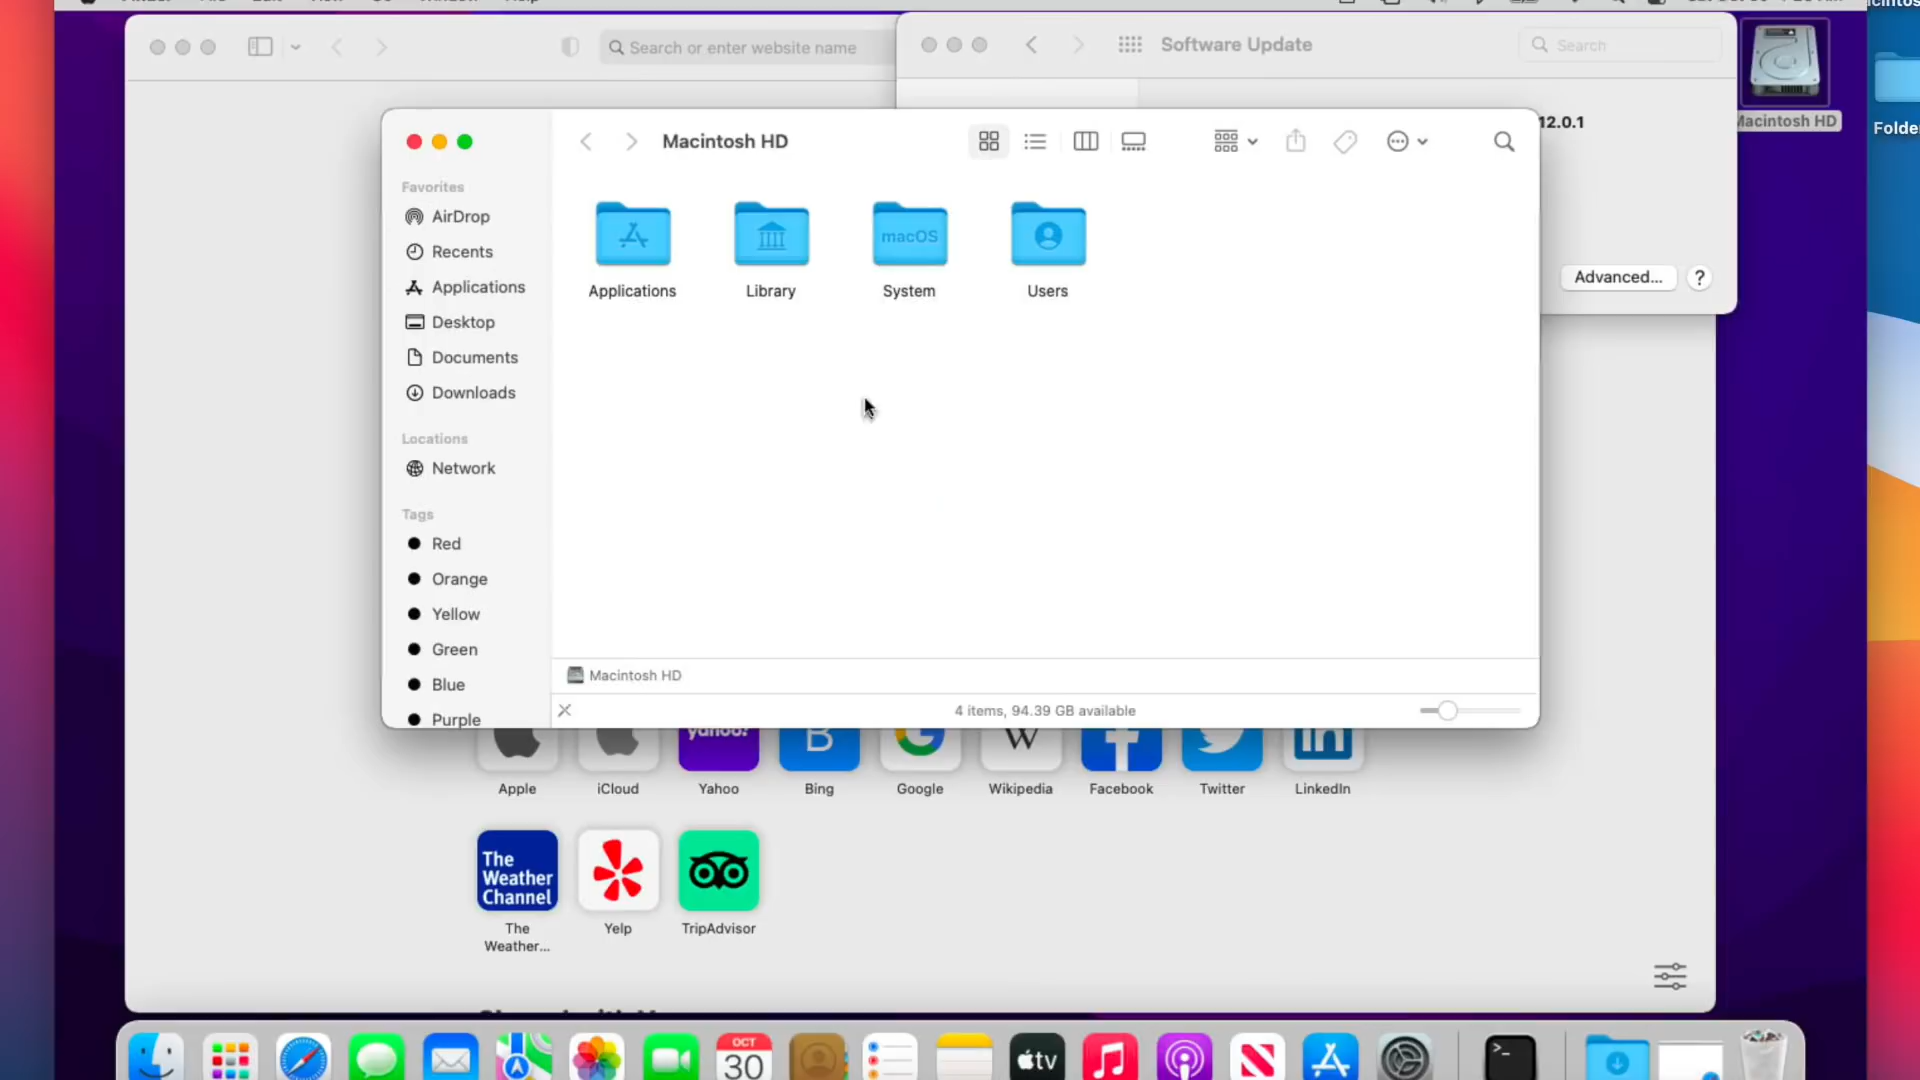 Search or enter website name
Software Update
Search
Macintosh HD
Folde
12.0.1
Advanced...
?
Macintosh HD
Favorites
AirDrop
Recents
Applications
Desktop
Documents
Downloads
Locations
Network
Tags
Red
Orange
Yellow
Green
Blue
Purple
macOS
Applications
Library
System
Users
Macintosh HD
4 items, 94.39 GB available
yahoo!
B
G
W
f
in
Apple
iCloud
Yahoo
Bing
Google
Wikipedia
Facebook
Twitter
LinkedIn
The
Weather
Channel
The
Weather...
Yelp
TripAdvisor
OCT
30
tv
>_